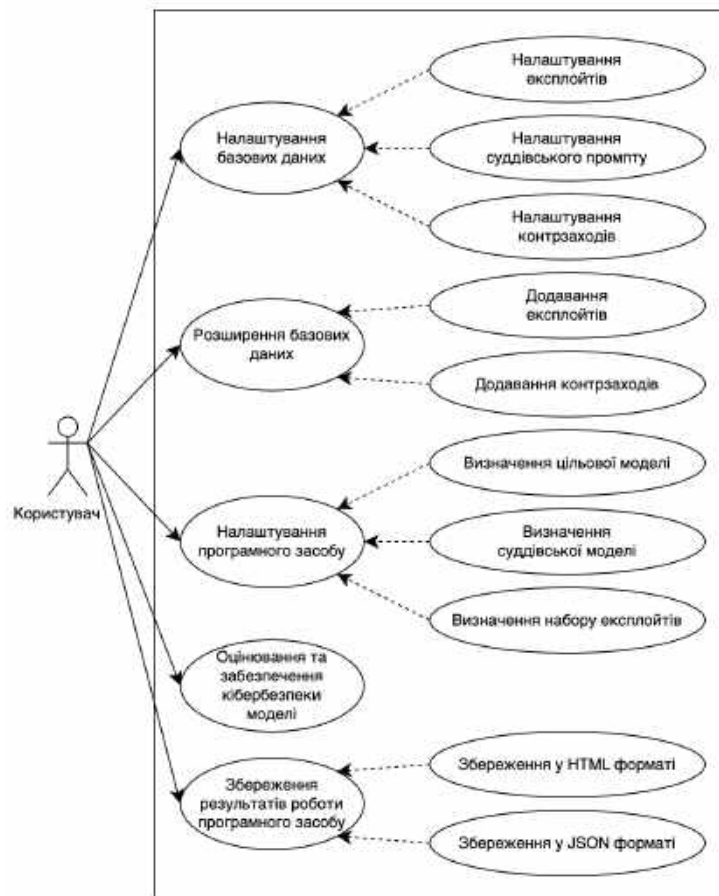 Налаштування
експлойтів
Налаштування
базових даних
Налаштування
суддівського промпту
Налаштування
контрзаходів
Додавання
експлойтів
Розширення базових
даних
Додавання контрзаходів
Визначення цільової моделі
Користувач
Налаштування
програмного засобу
Визначення
суддівської моделі
Визначення набору експлойтів
Оцінювання та
забезпечення
кібербезпеки
моделі
Збереження у HTML форматі
Збереження
результатів роботи
програмного засобу
Збереження у JSON форматі